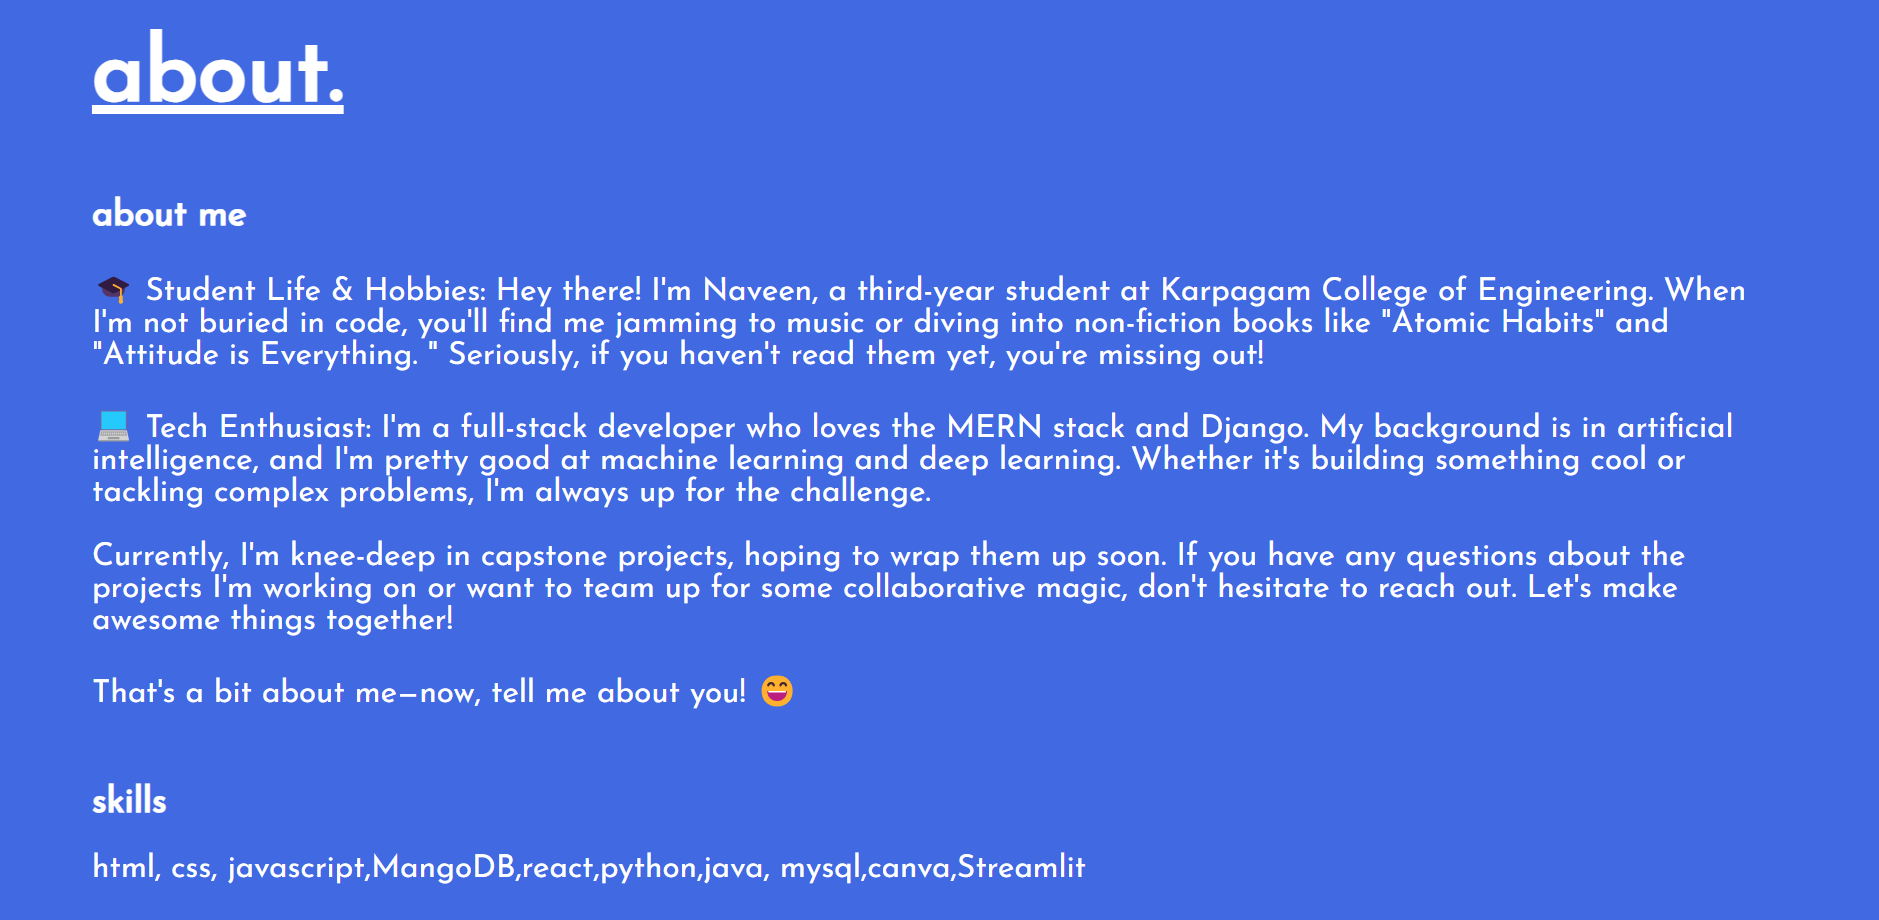 about.
about me
🎓 Student Life & Hobbies: Hey there! I'm Naveen, a third-year student at Karpagam College of Engineering. When
I'm not buried in code, you'll find me jamming to music or diving into non-fiction books like "Atomic Habits" and
"Attitude is Everything. " Seriously, if you haven't read them yet, you're missing out!
💻 Tech Enthusiast: I'm a full-stack developer who loves the MERN stack and Django. My background is in artificial
intelligence, and I'm pretty good at machine learning and deep learning. Whether it's building something cool or
tackling complex problems, I'm always up for the challenge.
Currently, I'm knee-deep in capstone projects, hoping to wrap them up soon. If you have any questions about the
projects I'm working on or want to team up for some collaborative magic, don't hesitate to reach out. Let's make
awesome things together!
That's a bit about me—now, tell me about you! 😄
skills
html, css, javascript,MangoDB,react,python,java, mysql,canva,Streamlit